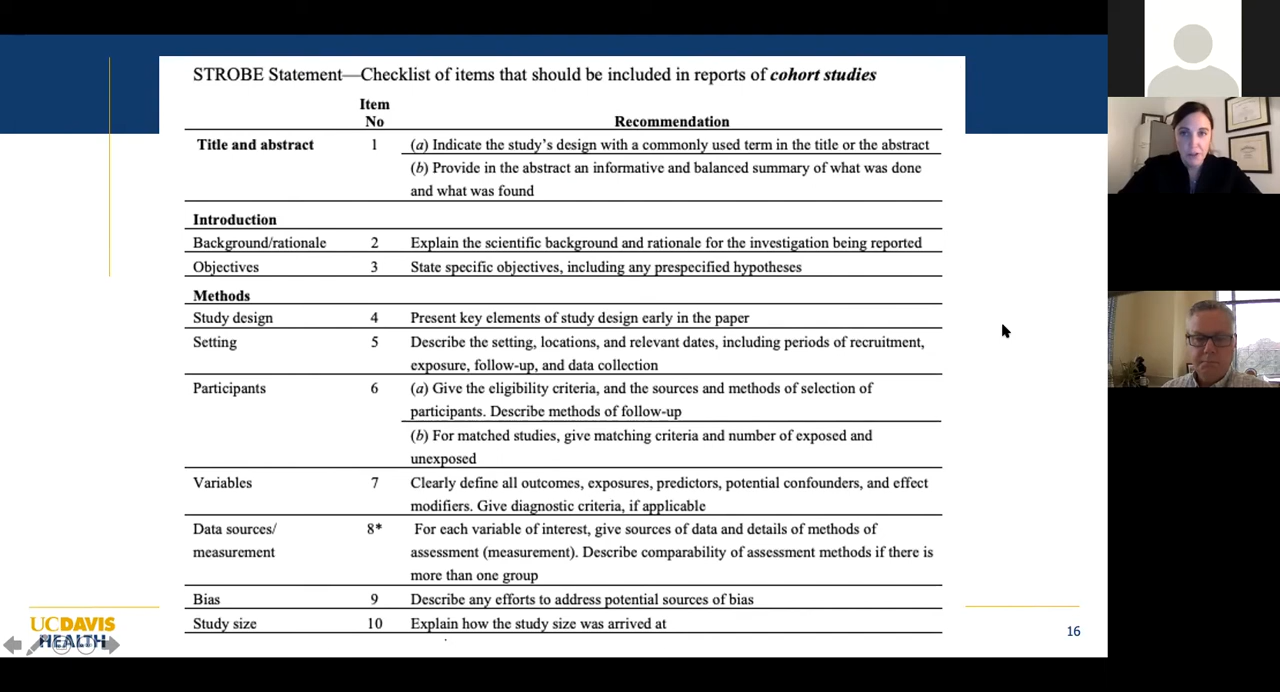 STROBE Statement—Checklist of items that should be included in reports of cohort studies
Item
No
Recommendation
Title and abstract 1 (a) Indicate the study's design with a commonly used term in the title or the abstract
(b) Provide in the abstract an informative and balanced summary of what was done
and what was found
Introduction
Background/rationale 2 Explain the scientific background and rationale for the investigation being reported
Objectives 3 State specific objectives, including any prespecified hypotheses
Methods
Study design 4 Present key elements of study design early in the paper
Setting 5 Describe the setting, locations, and relevant dates, including periods of recruitment,
exposure, follow-up, and data collection
Participants 6 (a) Give the eligibility criteria, and the sources and methods of selection of
participants. Describe methods of follow-up
(b) For matched studies, give matching criteria and number of exposed and
unexposed
Variables 7 Clearly define all outcomes, exposures, predictors, potential confounders, and effect
modifiers. Give diagnostic criteria, if applicable
Data sources/ 8* For each variable of interest, give sources of data and details of methods of
measurement assessment (measurement). Describe comparability of assessment methods if there is
more than one group
Bias 9 Describe any efforts to address potential sources of bias
Study size 10 Explain how the study size was arrived at
UCDAVIS
HEALTH
16